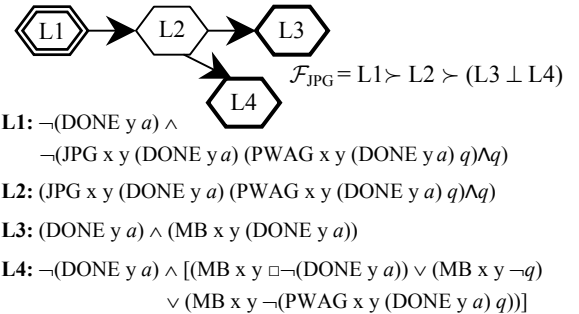 L1 L2 L3
L4
ℱJPG = L1≻ L2 ≻ (L3 ⊥ L4)
L1: ¬(DONE y a) ∧
¬(JPG x y (DONE y a) (PWAG x y (DONE y a) q)∧q)
L2: (JPG x y (DONE y a) (PWAG x y (DONE y a) q)∧q)
L3: (DONE y a) ∧ (MB x y (DONE y a))
L4: ¬(DONE y a) ∧ [(MB x y □¬(DONE y a)) ∨ (MB x y ¬q)
∨ (MB x y ¬(PWAG x y (DONE y a) q))]